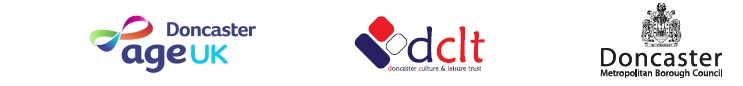 Doncaster
age UK
dclt
doncaster culture & leisure trust
Doncaster
Metropolitan Borough Council